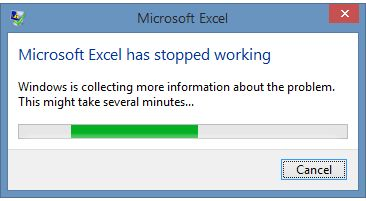 Microsoft Excel
Microsoft Excel has stopped working
Windows is collecting more information about the problem.
This might take several minutes...
Cancel